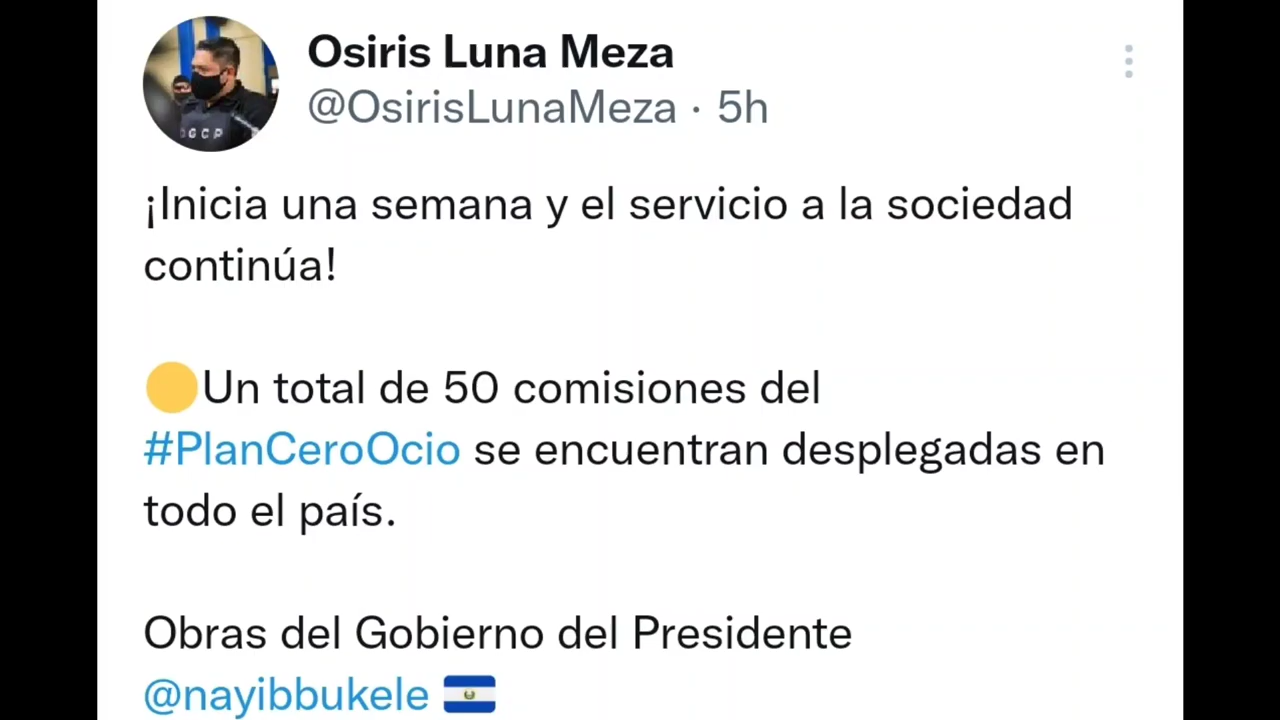 Osiris Luna Meza
@OsirisLunaMeza · 5h
¡Inicia una semana y el servicio a la sociedad
continúa!
🟡Un total de 50 comisiones del
#PlanCeroOcio se encuentran desplegadas en
todo el país.
Obras del Gobierno del Presidente
@nayibbukele 🇸🇻